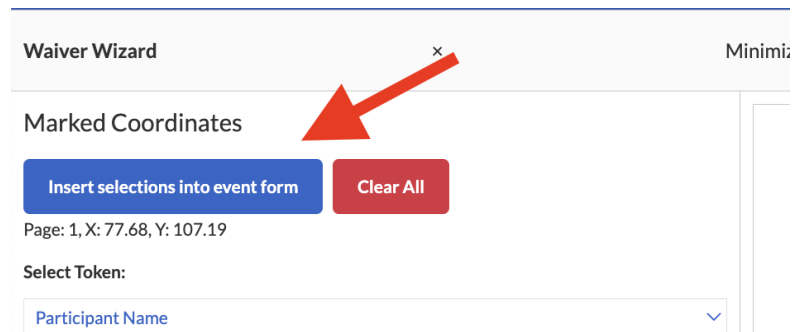 Waiver Wizard × Minimiz
Marked Coordinates
Insert selections into event form Clear All
Page: 1, X: 77.68, Y: 107.19
Select Token:
Participant Name